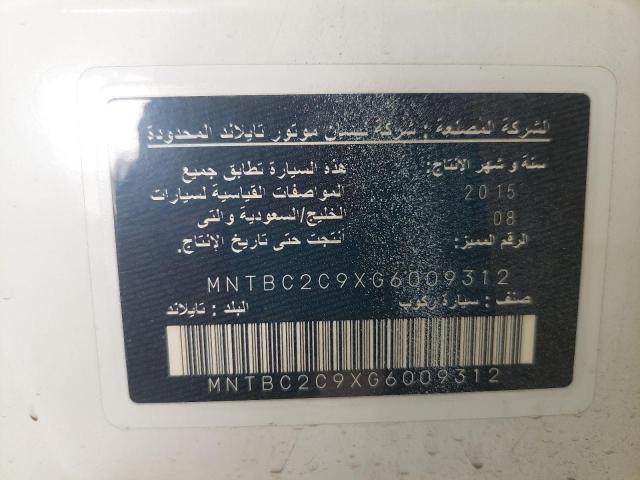 الشركة المصنعة : شركة نيسان موتور تايلاند المحدودة
سنة و شهر الانتاج:
2015
08
الرقم المميز:
هذه السيارة تطابق جميع
المواصفات القياسية لسيارات
الخليج/السعودية والتى
أنتجت حتى تاريخ الإنتاج.
MNTBC2C9XG6009312
صنف : سيارة ركوب
البلد : تايلاند
MNTBC2C9XG6009312